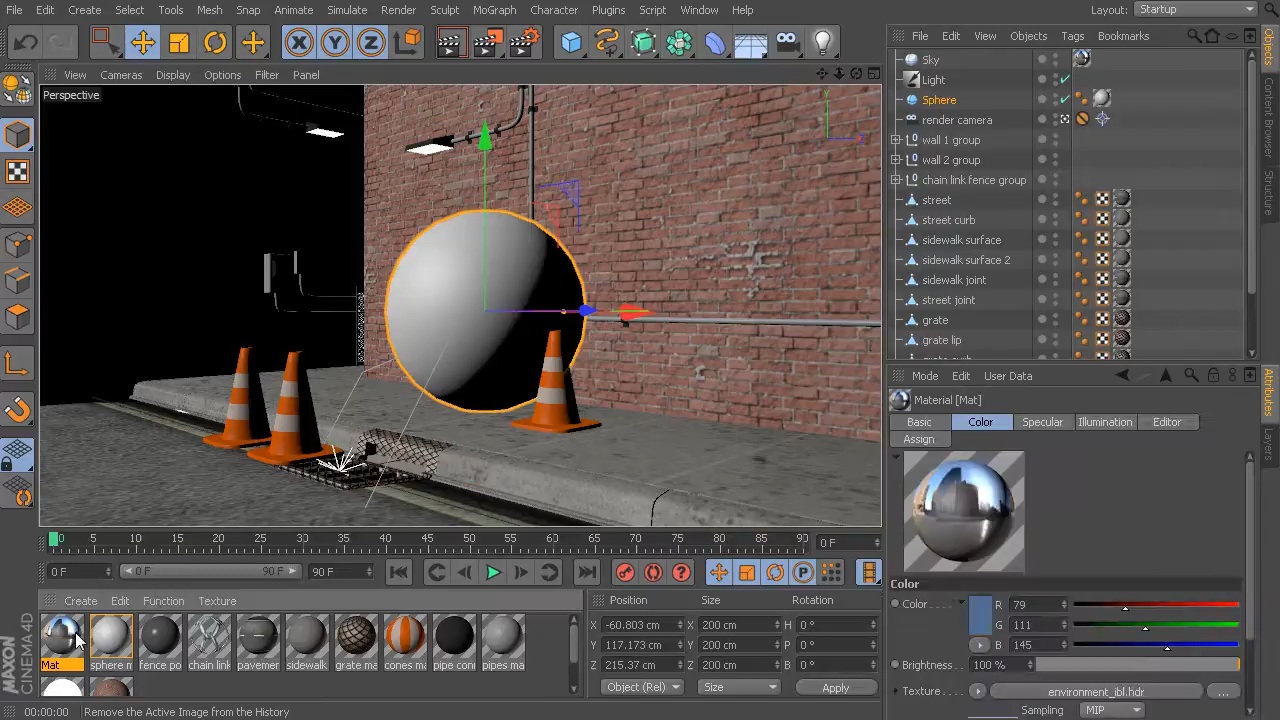 File Edit Create Select Tools Mesh Snap Animate Simulate Render Sculpt MoGraph Character Plugins Script Window Help Layout: Startup
File Edit View Objects Tags Bookmarks
View Cameras Display Options Filter Panel
Perspective
Y
X
Sky
Light
Sphere
render camera
wall 1 group
wall 2 group
chain link fence group
street
street curb
sidewalk surface
sidewalk surface 2
sidewalk joint
street joint
grate
grate lip
grate curb
Objects
Content Browser
Structure
Attributes
Layers
Mode Edit User Data
Material [Mat]
Basic Color Specular Illumination Editor
Assign
Color
Color R 79
G 111
B 145
Brightness 100 %
Texture environment_ibl.hdr ...
Sampling MIP
0 5 10 15 20 25 30 35 40 45 50 55 60 65 70 75 80 85 90 0 F
0 F 0 F 90 F 90 F
Create Edit Function Texture
Mat sphere m fence po chain link pavemer sidewalk grate ma cones ma pipe con pipes ma
Position Size Rotation
X -60.803 cm X 200 cm H 0 °
Y 117.173 cm Y 200 cm P 0 °
Z 215.37 cm Z 200 cm B 0 °
Object (Rel) Size Apply
MAXON
CINEMA 4D
00:00:00 Remove the Active Image from the History